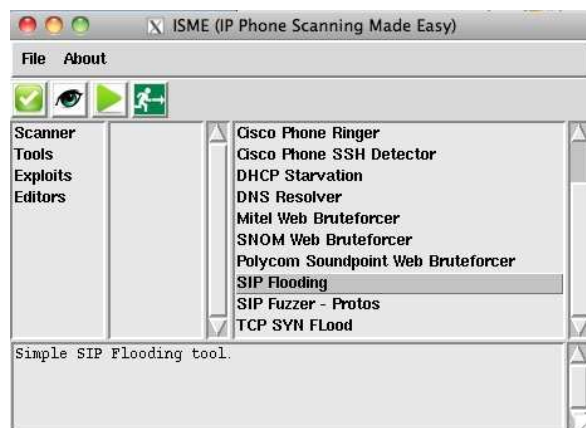 ISME (IP Phone Scanning Made Easy)
File About
Scanner
Tools
Exploits
Editors
Cisco Phone Ringer
Cisco Phone SSH Detector
DHCP Starvation
DNS Resolver
Mitel Web Bruteforcer
SNOM Web Bruteforcer
Polycom Soundpoint Web Bruteforcer
SIP Flooding
SIP Fuzzer - Protos
TCP SYN FLood
Simple SIP Flooding tool.